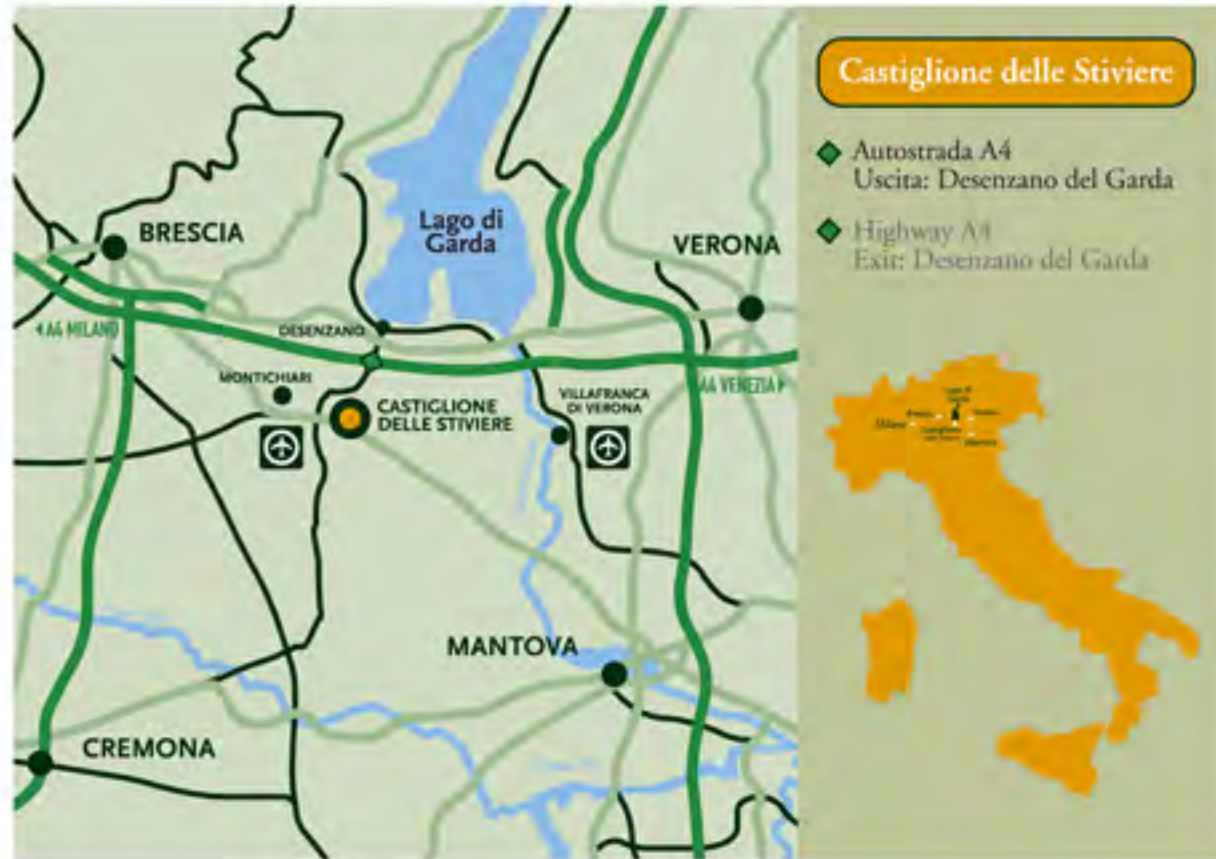 Castiglione delle Stiviere
Autostrada A4
Uscita: Desenzano del Garda
Highway A4
Exit: Desenzano del Garda
BRESCIA
Lago di
Garda
VERONA
A4 MILANO
DESENZANO
A4 VENEZIA
MONTICHIARI
CASTIGLIONE
DELLE STIVIERE
VILLAFRANCA
DI VERONA
MANTOVA
CREMONA